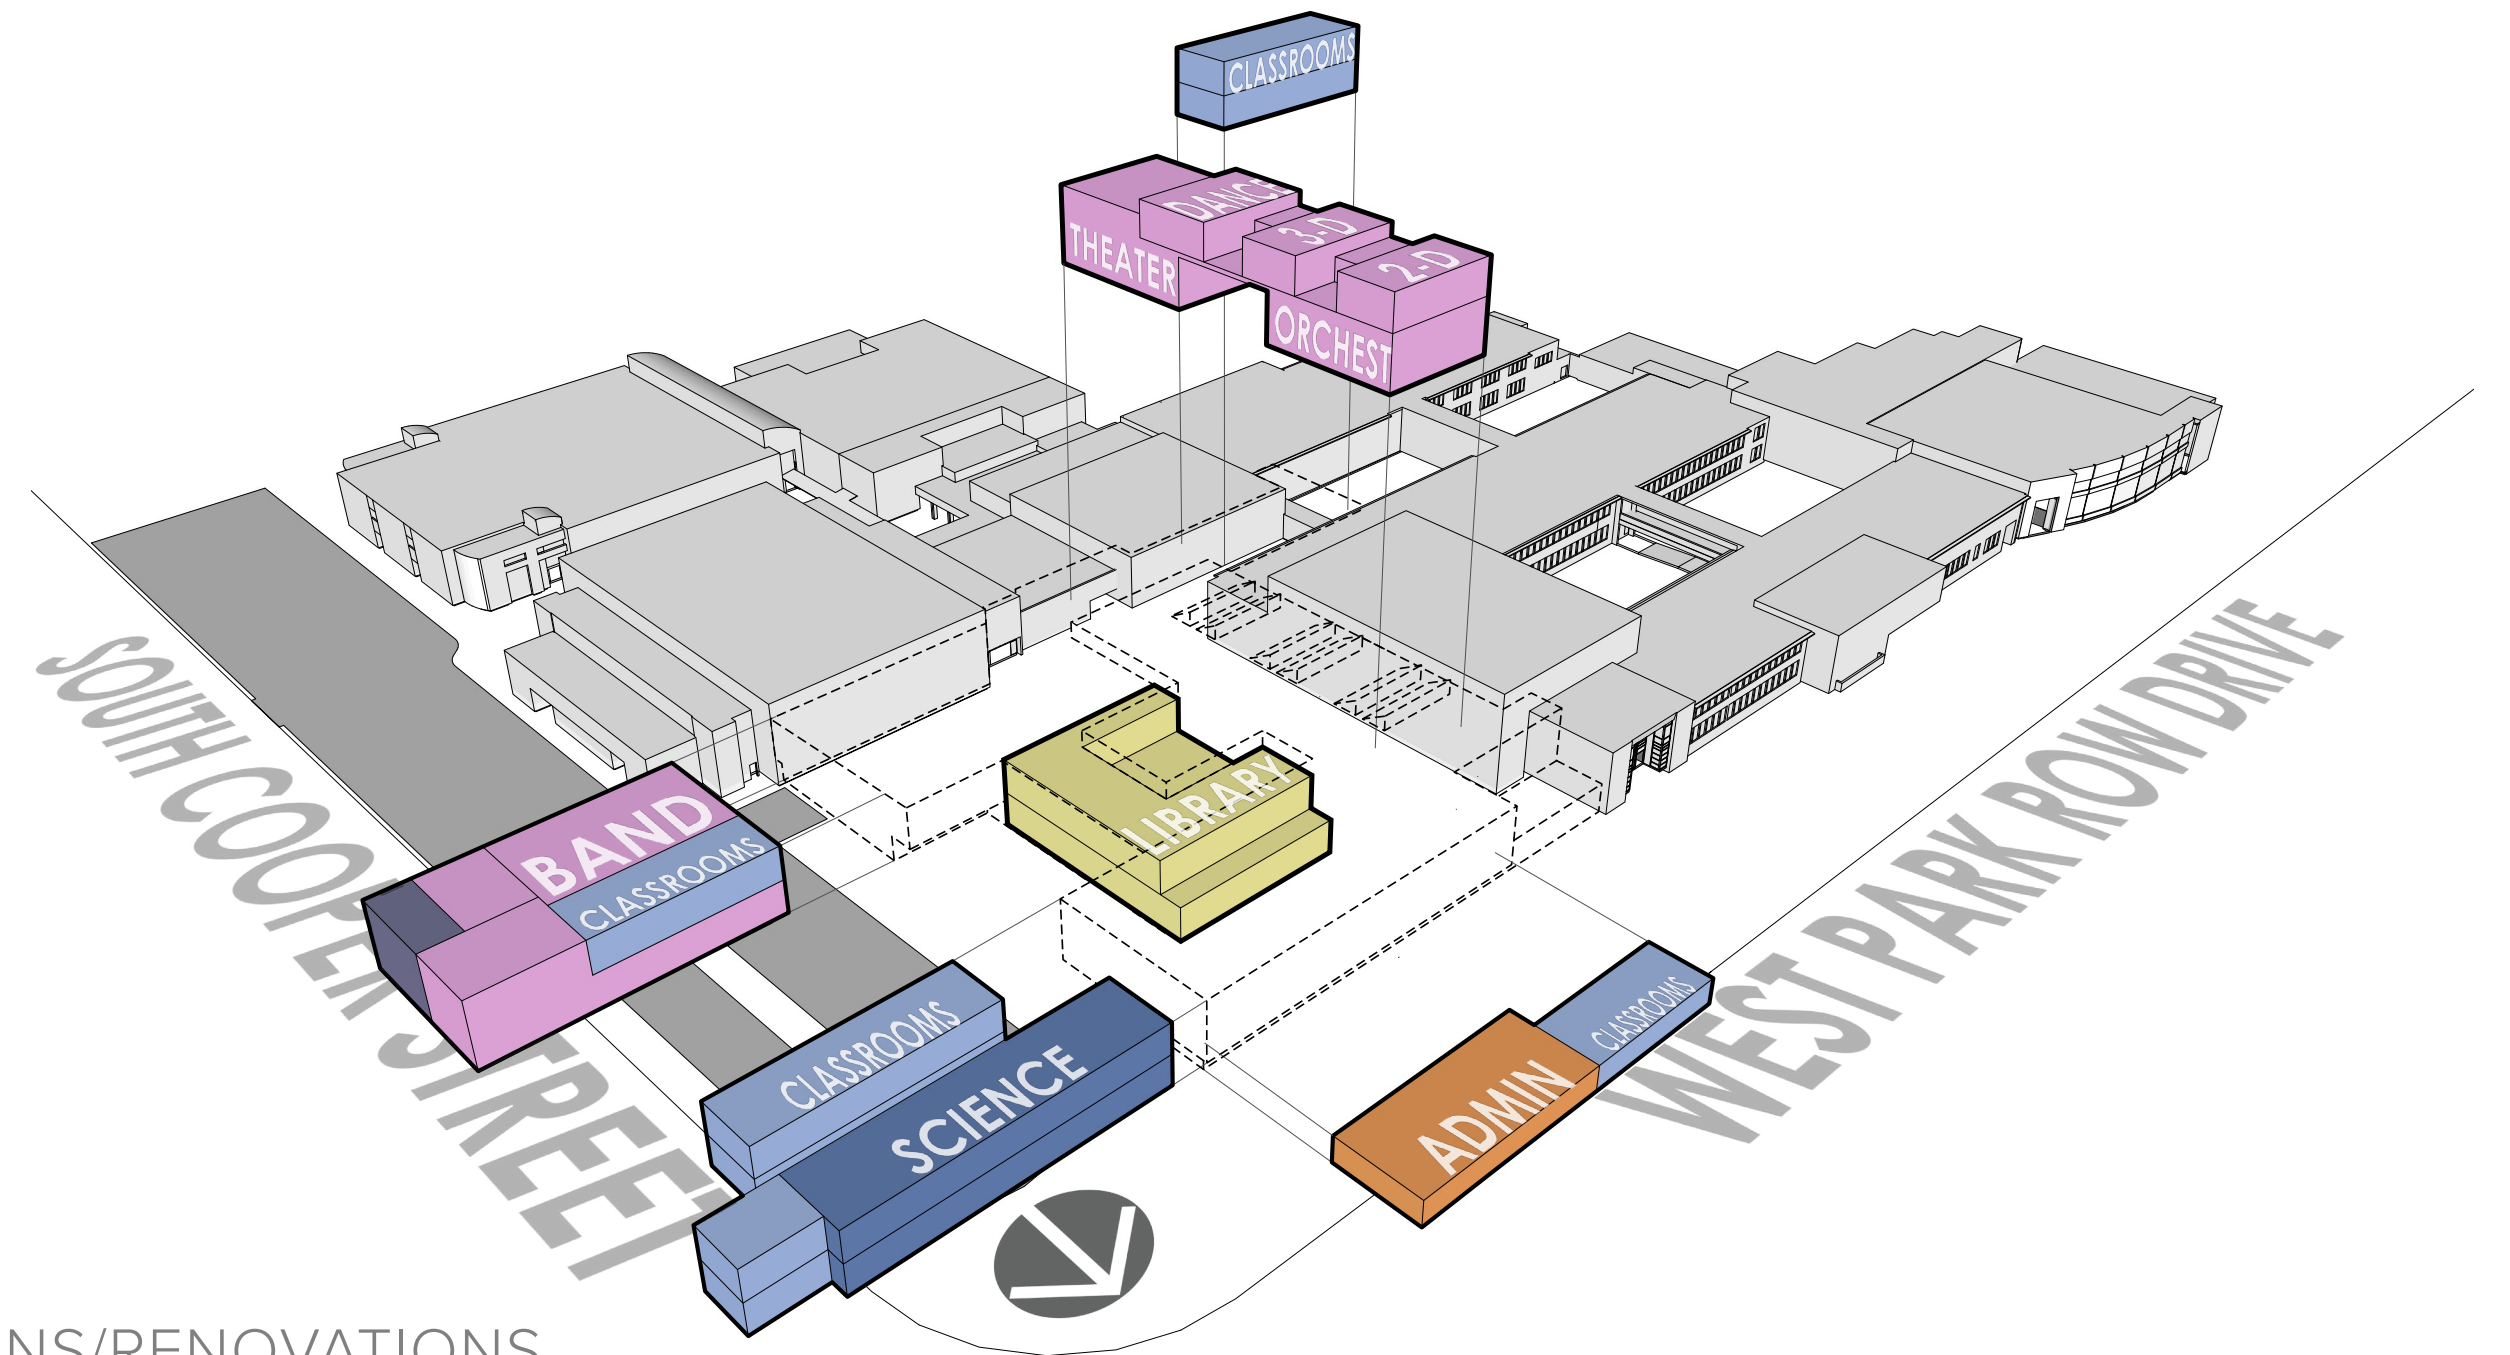 CLASSROOMS
DANCE
THEATER
3-D
2-D
ORCHEST
LIBRARY
BAND
CLASSROOMS
CLASSROOMS
SCIENCE
CLASSROOMS
ADMIN
SOUTH COOPER STREET
WEST PARK ROW DRIVE
NS/RENOVATIONS